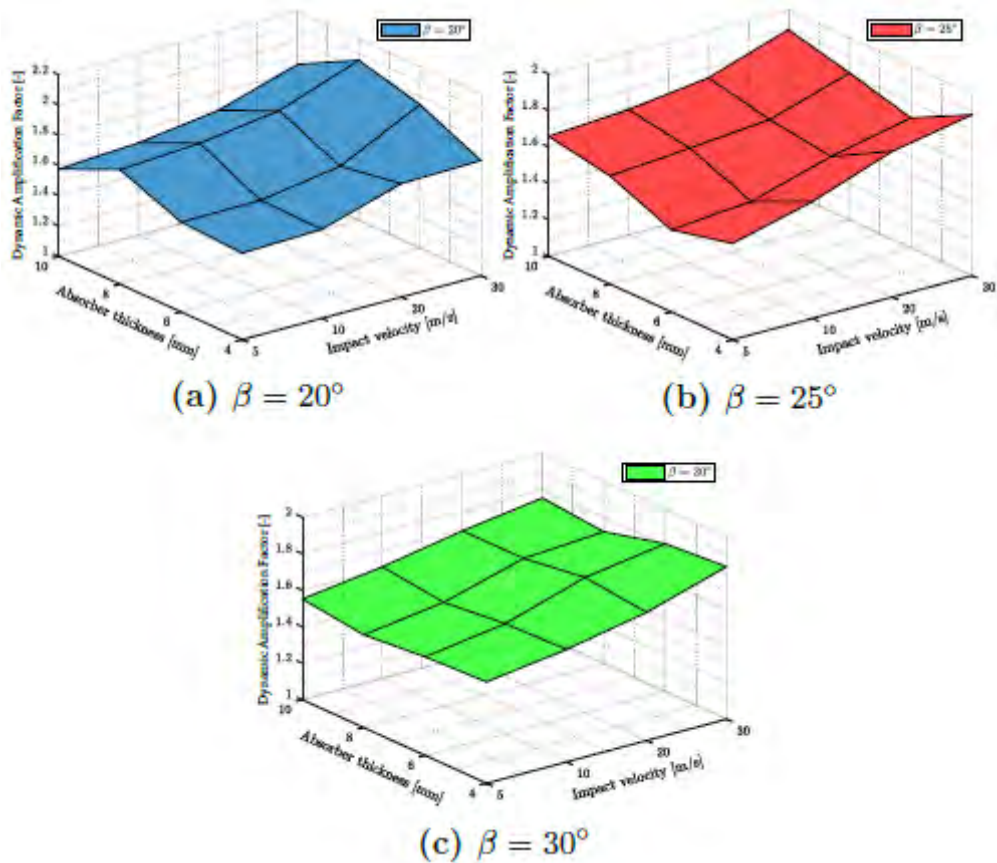 β = 20°
Dynamic Amplification Factor [-]
2.2
2
1.8
1.6
1.4
1.2
1
10
8
6
4
Absorber thickness [mm]
5
10
20
30
Impact velocity [m/s]
(a) β = 20°
β = 25°
Dynamic Amplification Factor [-]
2
1.8
1.6
1.4
1.2
1
10
8
6
4
Absorber thickness [mm]
5
10
20
30
Impact velocity [m/s]
(b) β = 25°
β = 30°
Dynamic Amplification Factor [-]
2
1.8
1.6
1.4
1.2
1
10
8
6
4
Absorber thickness [mm]
5
10
20
30
Impact velocity [m/s]
(c) β = 30°